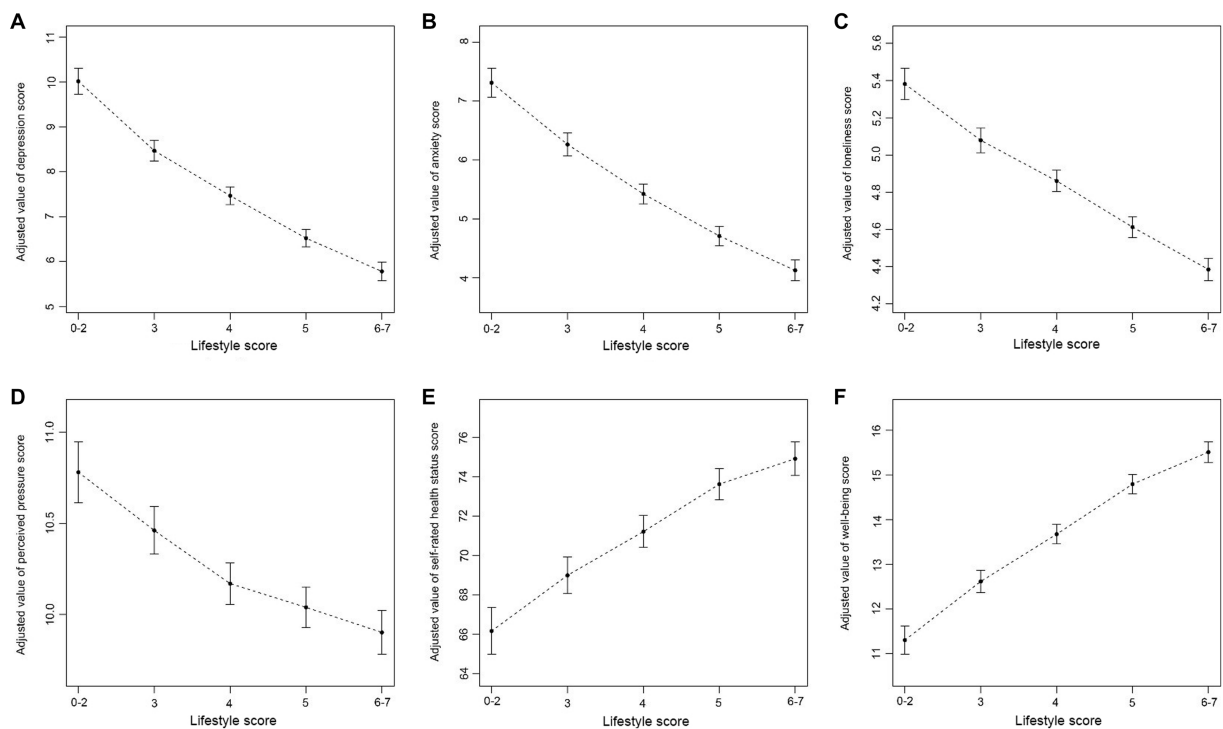 A
Adjusted value of depression score
11
10
9
8
7
6
5
0-2 3 4 5 6-7
Lifestyle score
B
Adjusted value of anxiety score
8
7
6
5
4
0-2 3 4 5 6-7
Lifestyle score
C
Adjusted value of loneliness score
5.6
5.4
5.2
5.0
4.8
4.6
4.4
4.2
0-2 3 4 5 6-7
Lifestyle score
D
Adjusted value of perceived pressure score
11.0
10.5
10.0
0-2 3 4 5 6-7
Lifestyle score
E
Adjusted value of self-rated health status score
76
74
72
70
68
66
64
0-2 3 4 5 6-7
Lifestyle score
F
Adjusted value of well-being score
16
15
14
13
12
11
0-2 3 4 5 6-7
Lifestyle score